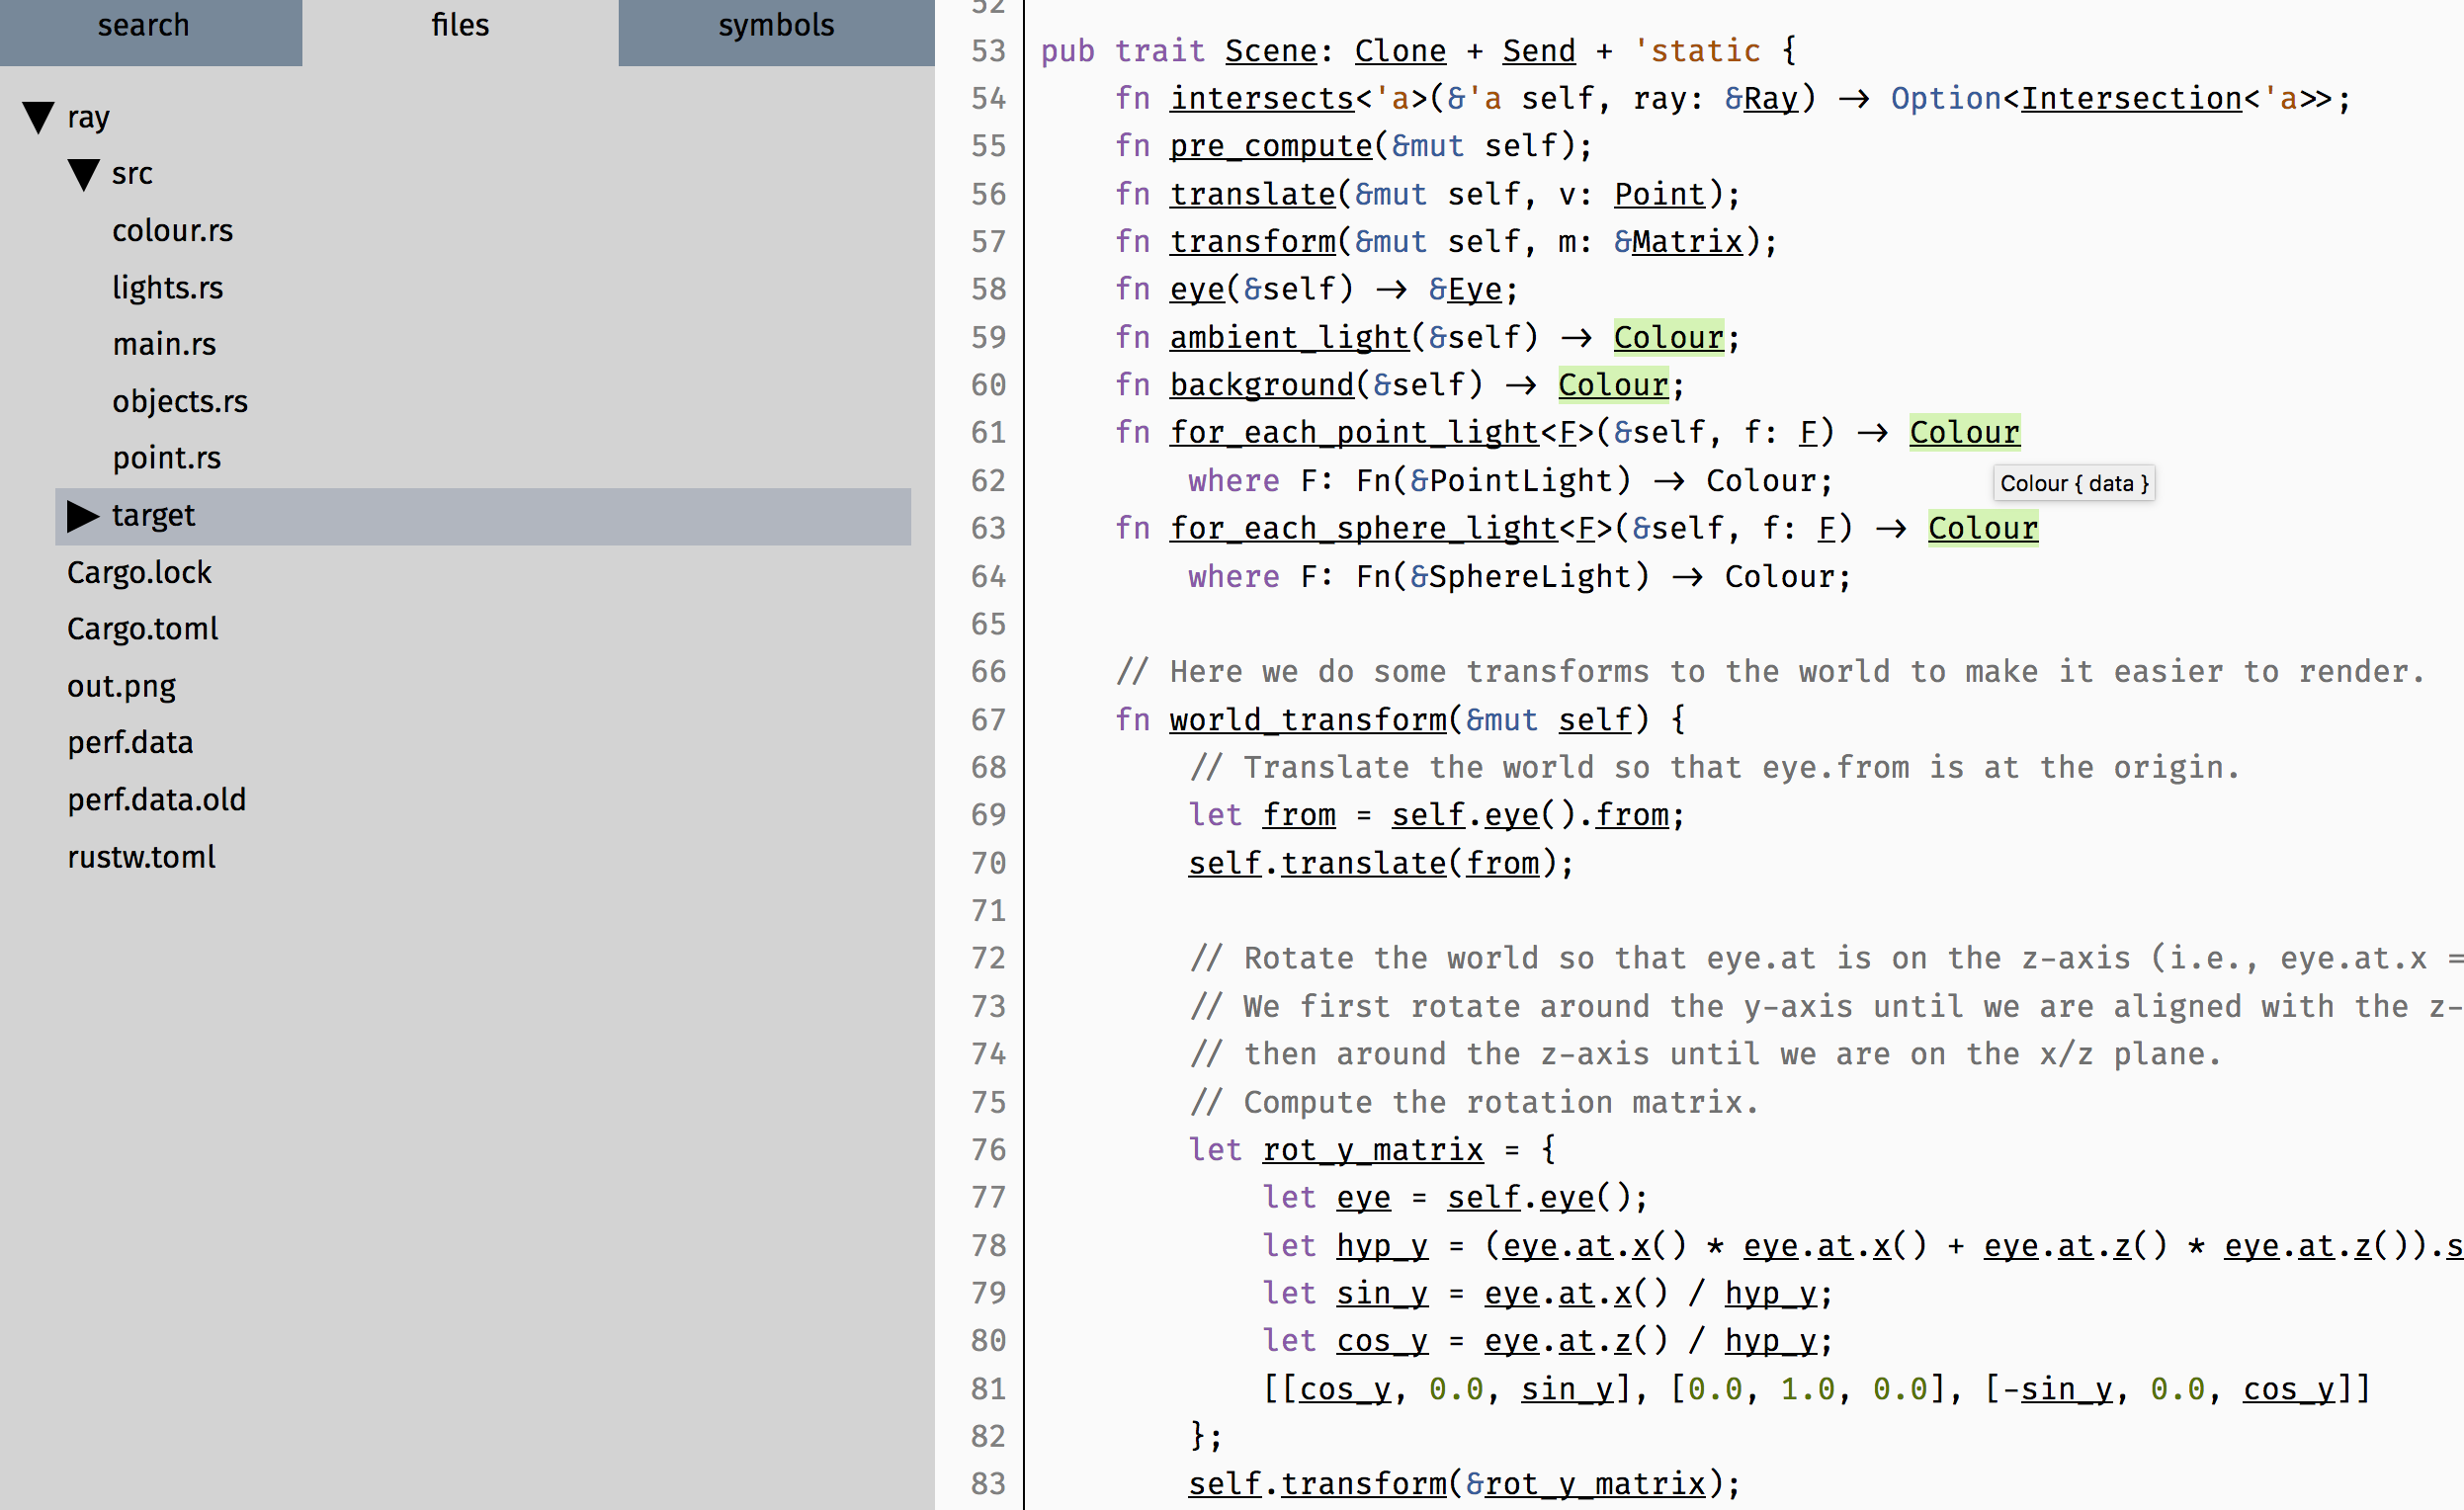 search files symbols
ray
src
colour.rs
lights.rs
main.rs
objects.rs
point.rs
target
Cargo.lock
Cargo.toml
out.png
perf.data
perf.data.old
rustw.toml
52
53 pub trait Scene: Clone + Send + 'static {
54 fn intersects<'a>(&'a self, ray: &Ray) -> Option<Intersection<'a>>;
55 fn pre_compute(&mut self);
56 fn translate(&mut self, v: Point);
57 fn transform(&mut self, m: &Matrix);
58 fn eye(&self) -> &Eye;
59 fn ambient_light(&self) -> Colour;
60 fn background(&self) -> Colour;
61 fn for_each_point_light<F>(&self, f: F) -> Colour
62 where F: Fn(&PointLight) -> Colour;
Colour { data }
63 fn for_each_sphere_light<F>(&self, f: F) -> Colour
64 where F: Fn(&SphereLight) -> Colour;
65
66 // Here we do some transforms to the world to make it easier to render.
67 fn world_transform(&mut self) {
68 // Translate the world so that eye.from is at the origin.
69 let from = self.eye().from;
70 self.translate(from);
71
72 // Rotate the world so that eye.at is on the z-axis (i.e., eye.at.x =
73 // We first rotate around the y-axis until we are aligned with the z-
74 // then around the z-axis until we are on the x/z plane.
75 // Compute the rotation matrix.
76 let rot_y_matrix = {
77 let eye = self.eye();
78 let hyp_y = (eye.at.x() * eye.at.x() + eye.at.z() * eye.at.z()).s
79 let sin_y = eye.at.x() / hyp_y;
80 let cos_y = eye.at.z() / hyp_y;
81 [[cos_y, 0.0, sin_y], [0.0, 1.0, 0.0], [-sin_y, 0.0, cos_y]]
82 };
83 self.transform(&rot_y_matrix);